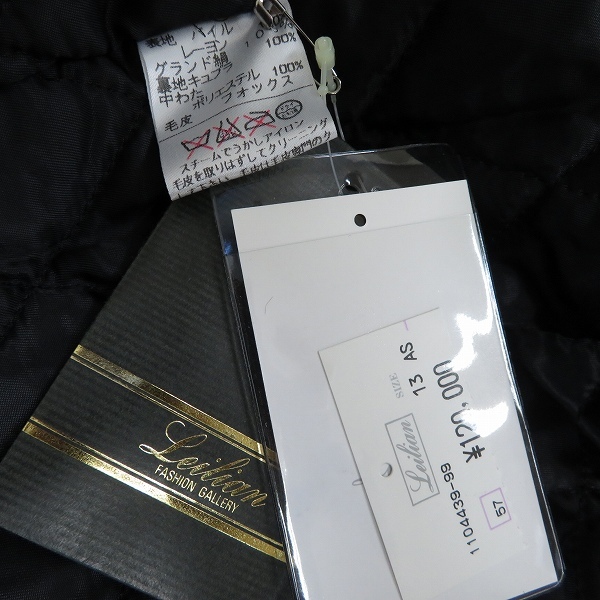 表地 パイル
レーヨン 100%
グランド綿 100%
裏地キュプラ 100%
中わた ポリエステル 100%
毛皮 フォックス
スチームでうかしアイロン
毛皮を取りはずしてクリーニング
Leilian
FASHION GALLERY
Leilian
SIZE
13 AS
¥120,000
1104439-99
57